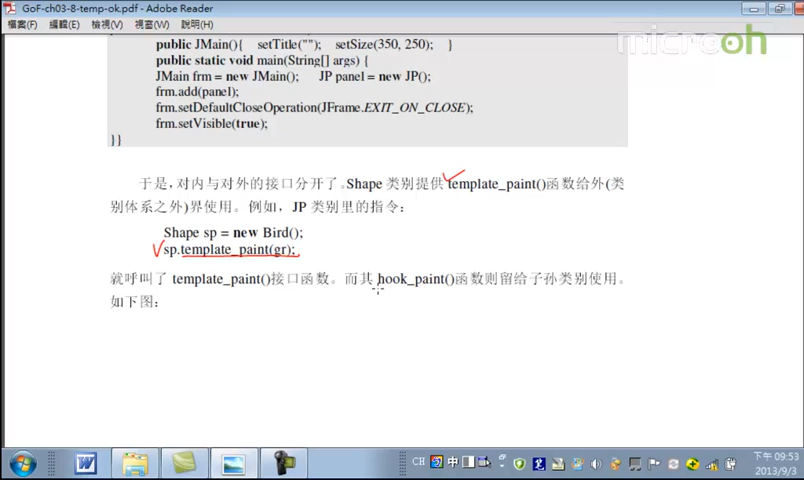 GoF-ch03-8-temp-ok.pdf - Adobe Reader
檔案(F) 編輯(E) 檢視(V) 視窗(W) 說明(H)
microoh
public JMain(){ setTitle(""); setSize(350, 250); }
public static void main(String[] args) {
JMain frm = new JMain(); JP panel = new JP();
frm.add(panel);
frm.setDefaultCloseOperation(JFrame.EXIT_ON_CLOSE);
frm.setVisible(true);
}}
于是，对内与对外的接口分开了。Shape 类别提供 template_paint()函数给外(类
别体系之外)界使用。例如，JP 类别里的指令：
Shape sp = new Bird();
sp.template_paint(gr);
就呼叫了 template_paint()接口函数。而其 hook_paint()函数则留给子孙类别使用。
如下图：
CH 中
下午 09:53
2013/9/3